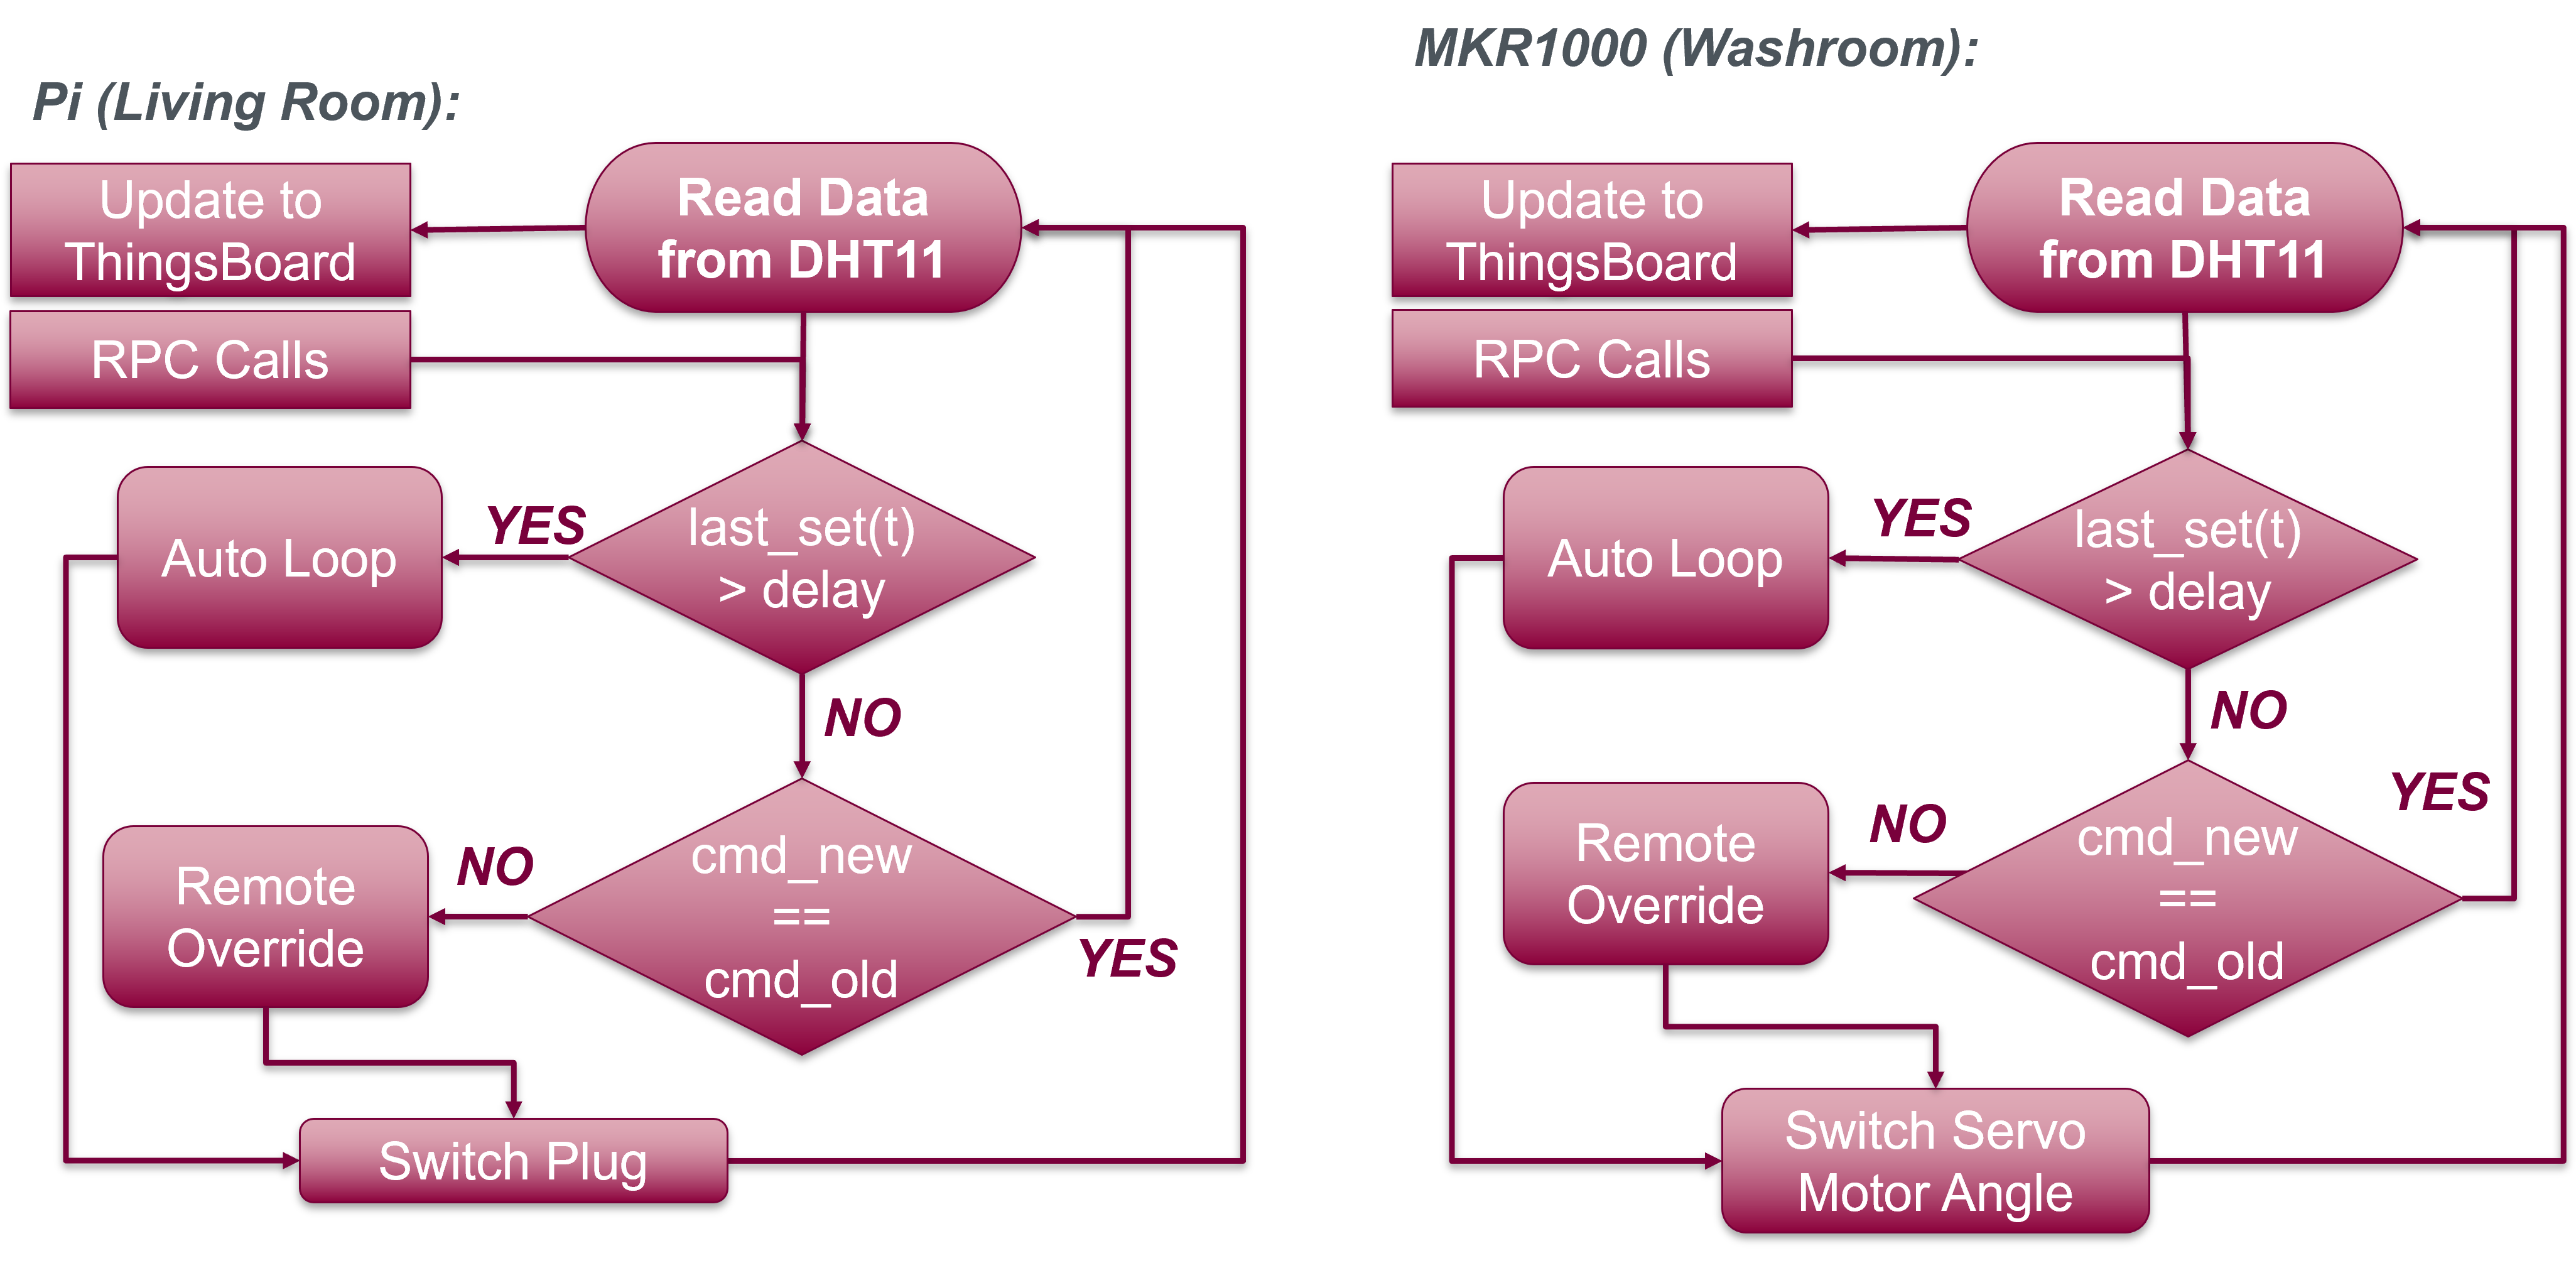 Pi (Living Room):
Update to
ThingsBoard
Read Data
from DHT11
RPC Calls
last_set(t)
> delay
YES
Auto Loop
NO
cmd_new
==
cmd_old
NO
Remote
Override
YES
Switch Plug
MKR1000 (Washroom):
Update to
ThingsBoard
Read Data
from DHT11
RPC Calls
last_set(t)
> delay
YES
Auto Loop
NO
cmd_new
==
cmd_old
YES
NO
Remote
Override
Switch Servo
Motor Angle